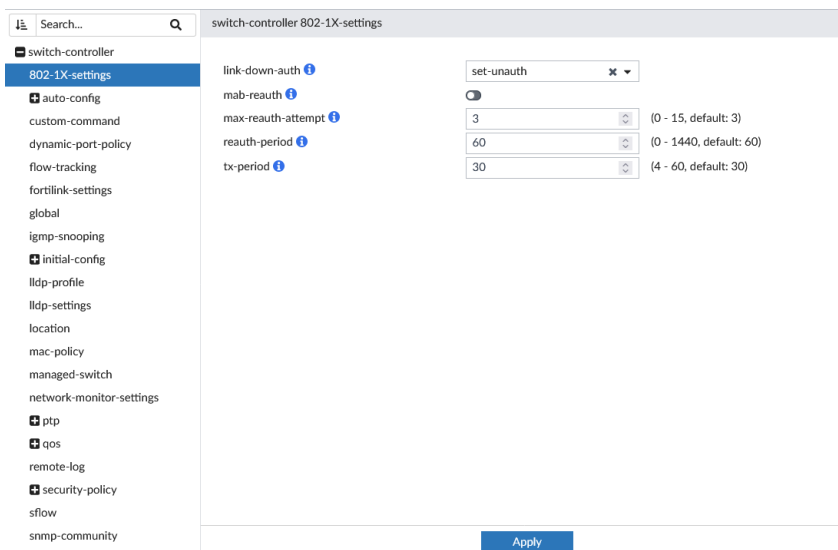 Search...
switch-controller 802-1X-settings
switch-controller
802-1X-settings
auto-config
custom-command
dynamic-port-policy
flow-tracking
fortilink-settings
global
igmp-snooping
initial-config
lldp-profile
lldp-settings
location
mac-policy
managed-switch
network-monitor-settings
ptp
qos
remote-log
security-policy
sflow
snmp-community
link-down-auth set-unauth
mab-reauth
max-reauth-attempt 3 (0 - 15, default: 3)
reauth-period 60 (0 - 1440, default: 60)
tx-period 30 (4 - 60, default: 30)
Apply